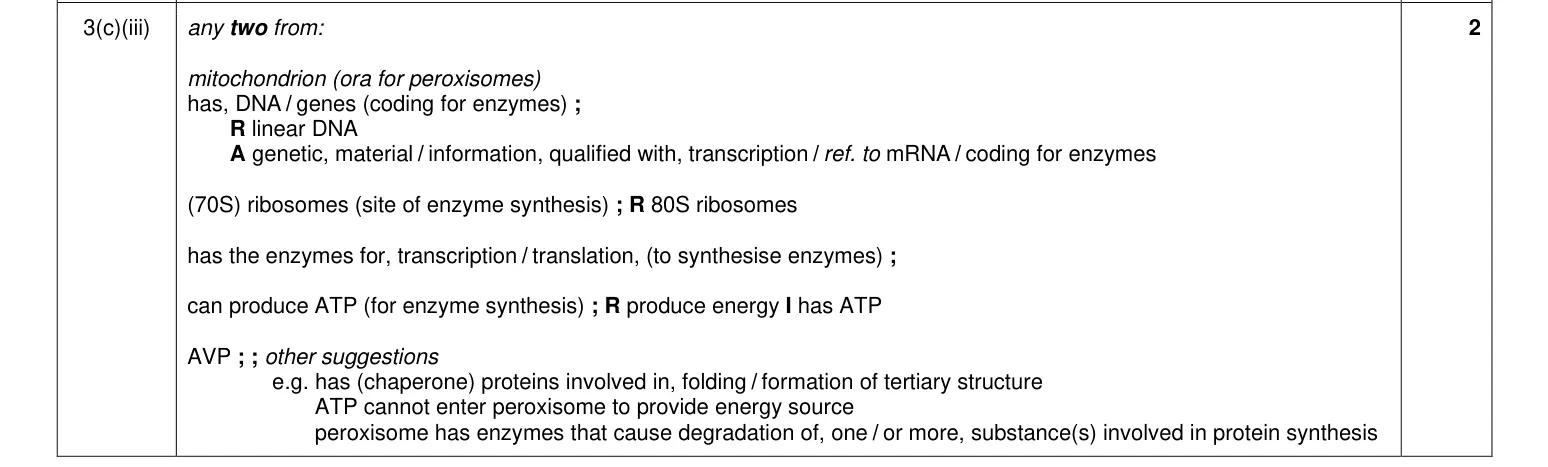 3(c)(iii) any two from: 2
mitochondrion (ora for peroxisomes)
has, DNA / genes (coding for enzymes) ;
R linear DNA
A genetic, material / information, qualified with, transcription / ref. to mRNA / coding for enzymes
(70S) ribosomes (site of enzyme synthesis) ; R 80S ribosomes
has the enzymes for, transcription / translation, (to synthesise enzymes) ;
can produce ATP (for enzyme synthesis) ; R produce energy I has ATP
AVP ; ; other suggestions
e.g. has (chaperone) proteins involved in, folding / formation of tertiary structure
ATP cannot enter peroxisome to provide energy source
peroxisome has enzymes that cause degradation of, one / or more, substance(s) involved in protein synthesis